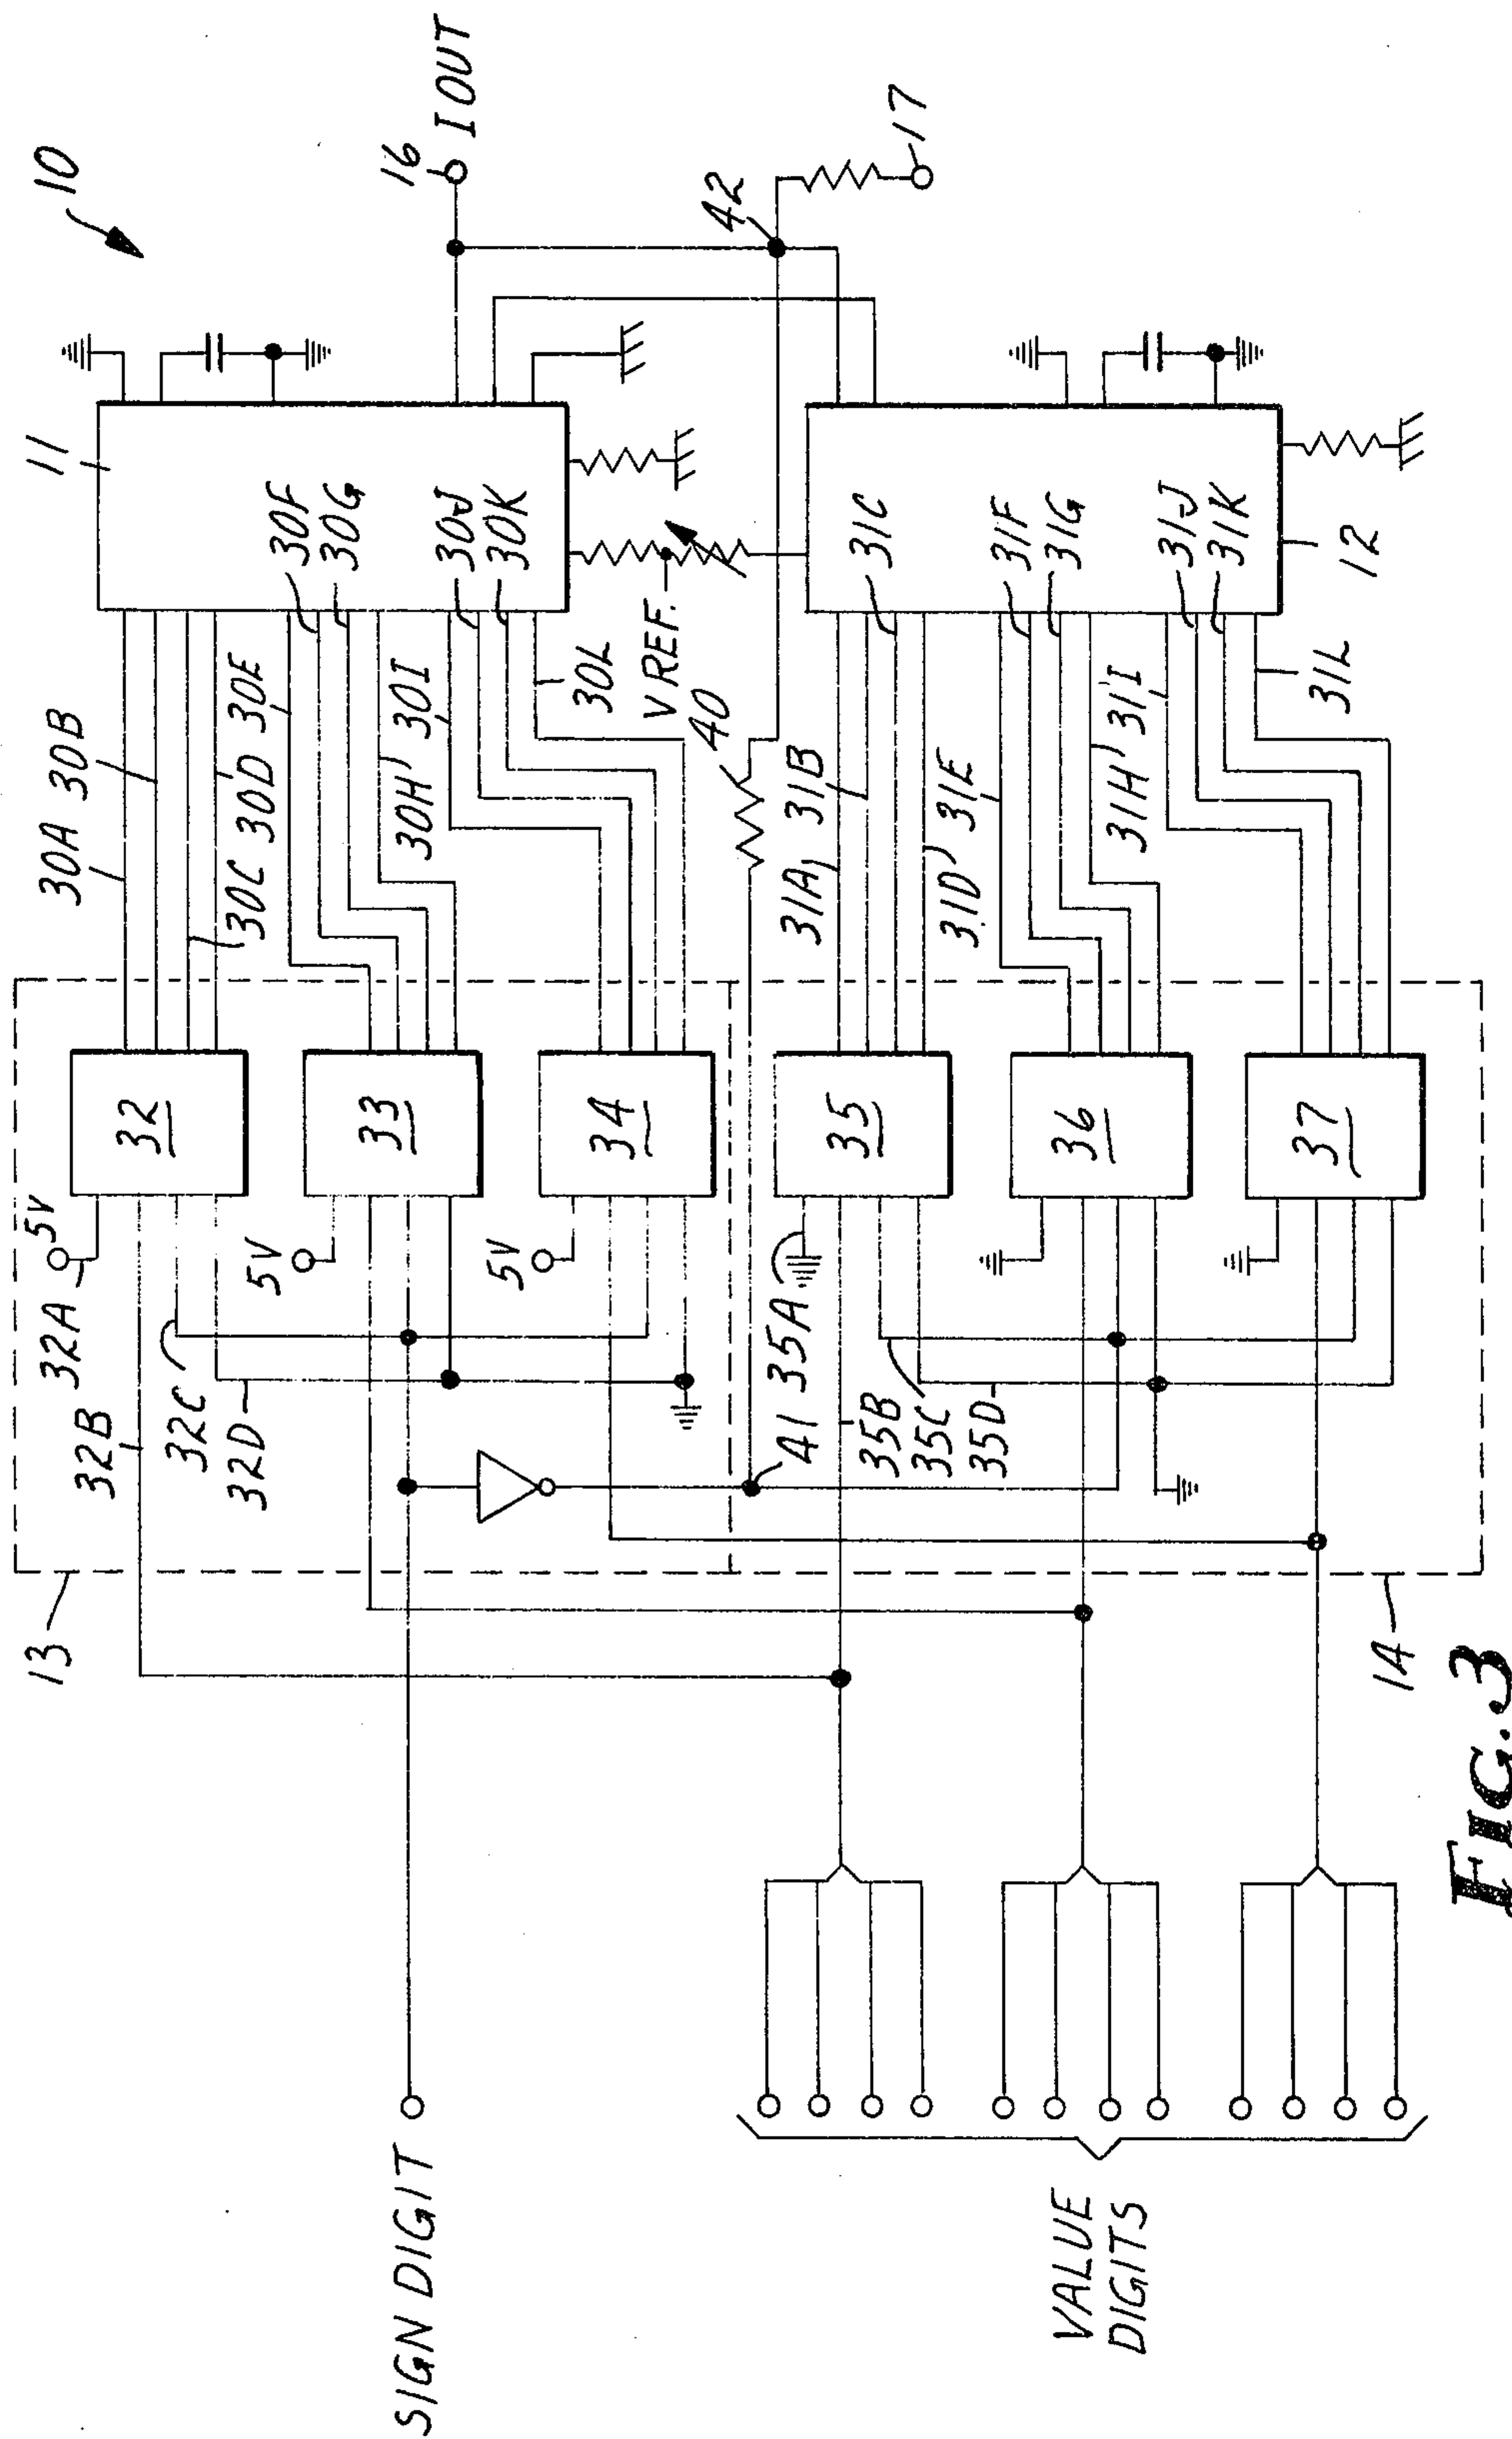 10
11
30F
30G
30J
30K
16
I OUT
42
17
30A
30B
30C
30D
30E
30H
30I
30L
V REF.
40
31C
31F
31G
31J
31K
12
31A
31B
31D
31E
31H
31I
31L
32
33
34
35
36
37
5V
5V
5V
32A
32B
32C
32D
35A
41
35B
35C
35D
13
14
SIGN DIGIT
VALUE
DIGITS
FIG.3